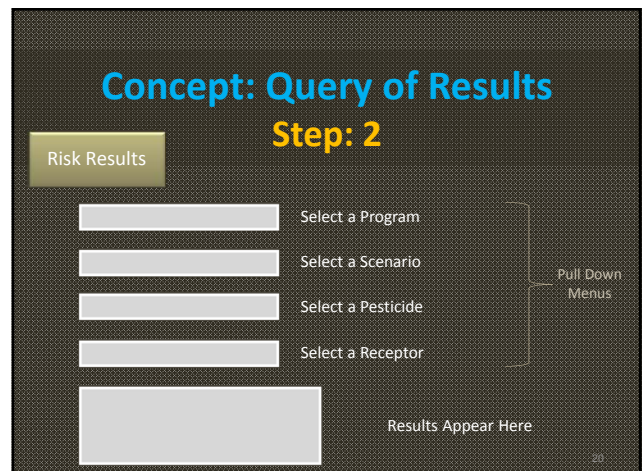 Concept: Query of Results
Step: 2
Risk Results
Select a Program
Select a Scenario
Select a Pesticide
Select a Receptor
Pull Down
Menus
Results Appear Here
20